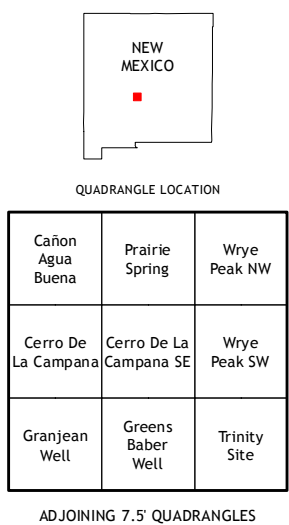 NEW
MEXICO
QUADRANGLE LOCATION
Cañon
Agua
Buena
Prairie
Spring
Wrye
Peak NW
Cerro De
La Campana
Cerro De La
Campana SE
Wrye
Peak SW
Granjean
Well
Greens
Baber
Well
Trinity
Site
ADJOINING 7.5' QUADRANGLES